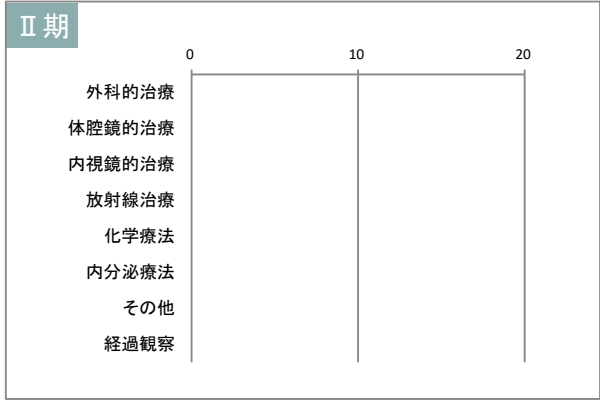 Ⅱ期
0 10 20
外科的治療
体腔鏡的治療
内視鏡的治療
放射線治療
化学療法
内分泌療法
その他
経過観察